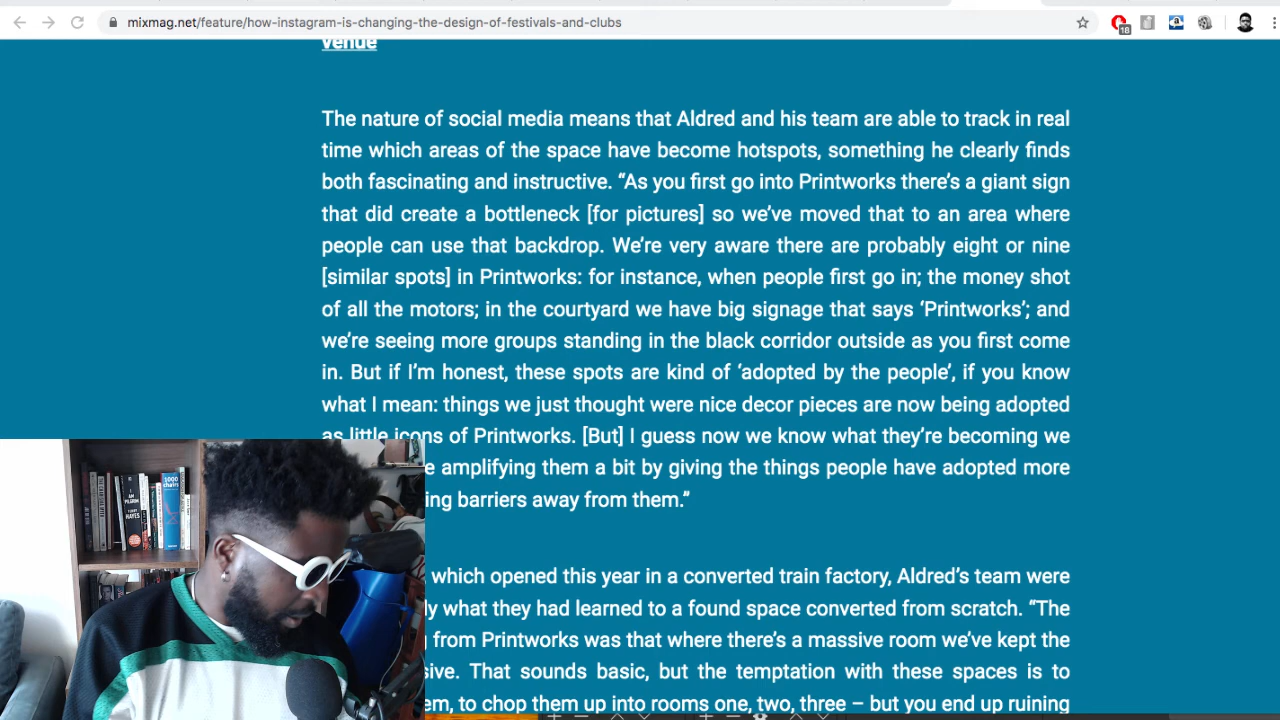 mixmag.net/feature/how-instagram-is-changing-the-design-of-festivals-and-clubs
18
venue
The nature of social media means that Aldred and his team are able to track in real
time which areas of the space have become hotspots, something he clearly finds
both fascinating and instructive. “As you first go into Printworks there’s a giant sign
that did create a bottleneck [for pictures] so we’ve moved that to an area where
people can use that backdrop. We’re very aware there are probably eight or nine
[similar spots] in Printworks: for instance, when people first go in; the money shot
of all the motors; in the courtyard we have big signage that says ‘Printworks’; and
we’re seeing more groups standing in the black corridor outside as you first come
in. But if I’m honest, these spots are kind of ‘adopted by the people’, if you know
what I mean: things we just thought were nice decor pieces are now being adopted
as little icons of Printworks. [But] I guess now we know what they’re becoming we
amplifying them a bit by giving the things people have adopted more
barriers away from them.”
which opened this year in a converted train factory, Aldred’s team were
what they had learned to a found space converted from scratch. “The
from Printworks was that where there’s a massive room we’ve kept the
That sounds basic, but the temptation with these spaces is to
to chop them up into rooms one, two, three – but you end up ruining
I AM
PILGRIM
TERRY
HAYES
1000
chairs